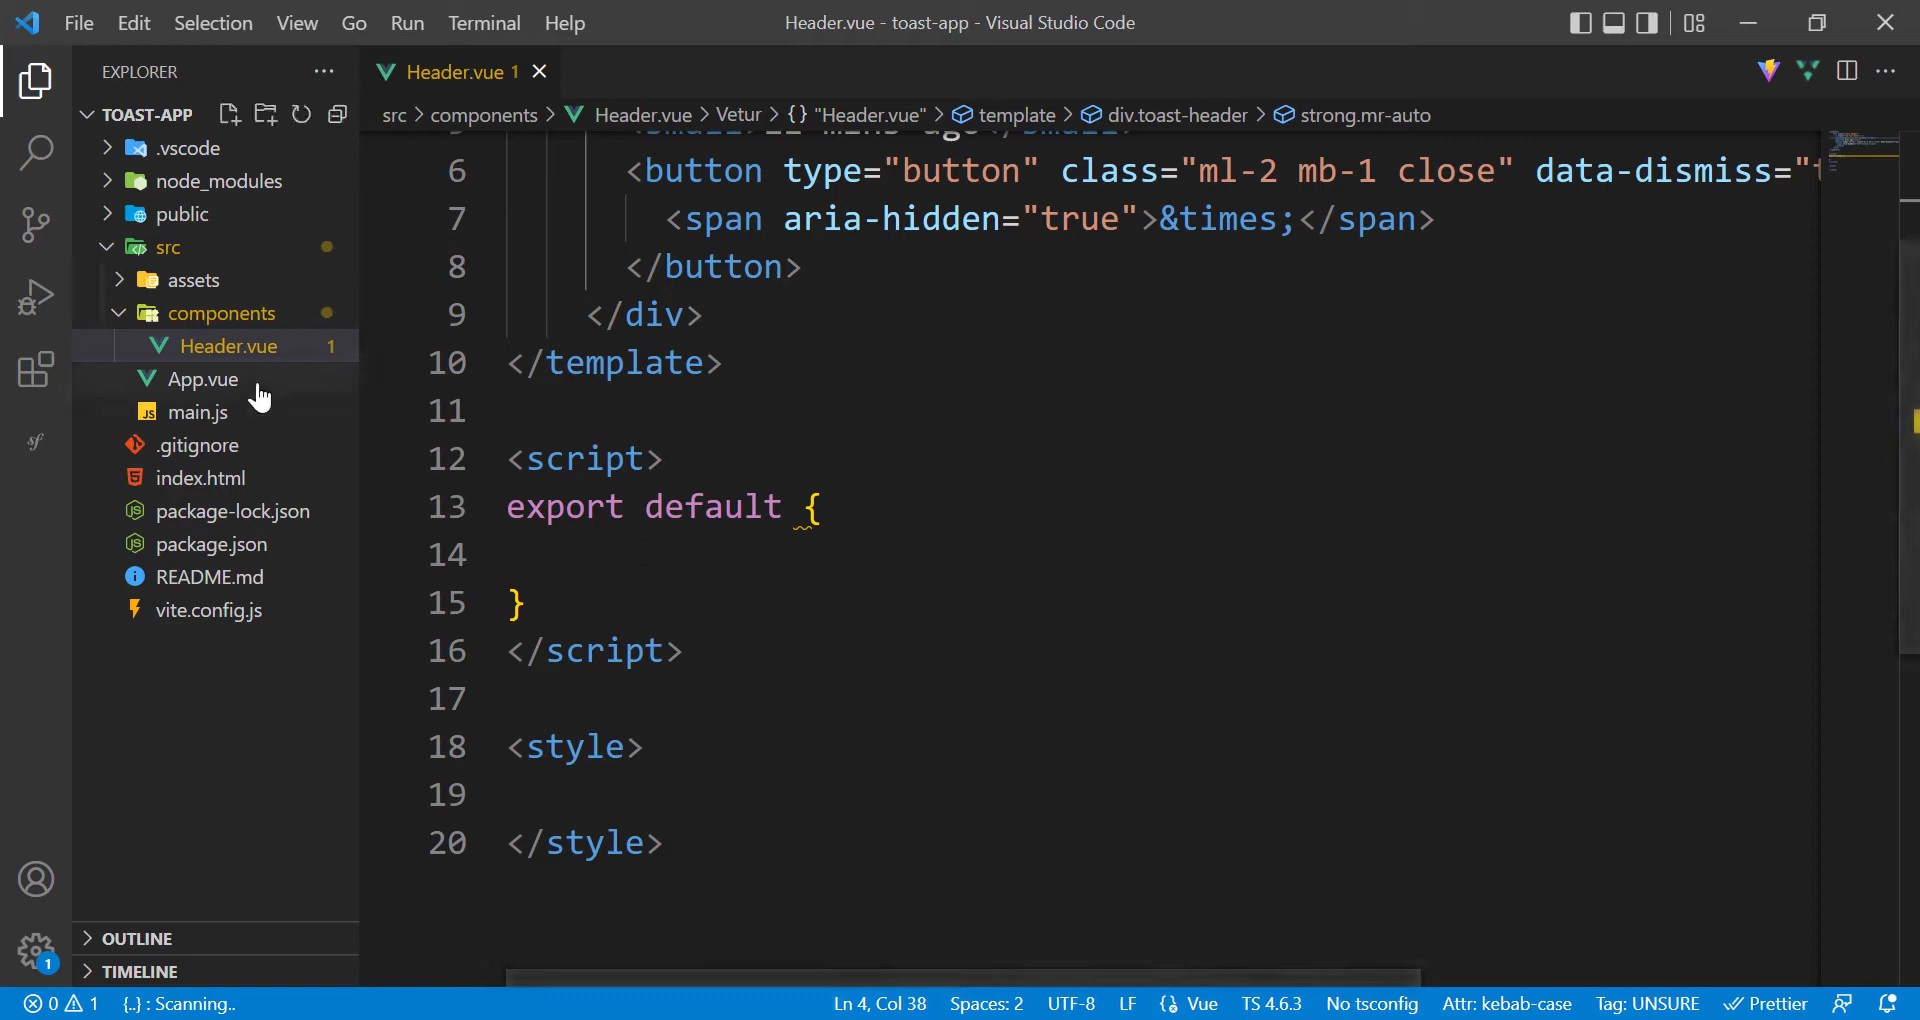 File Edit Selection View Go Run Terminal Help
Header.vue - toast-app - Visual Studio Code
EXPLORER
Header.vue 1
TOAST-APP
src > components > Header.vue > Vetur > {} "Header.vue" > template > div.toast-header > strong.mr-auto
.vscode
node_modules
public
src
assets
components
Header.vue 1
App.vue
main.js
.gitignore
index.html
package-lock.json
package.json
README.md
vite.config.js
OUTLINE
TIMELINE
6 <button type="button" class="ml-2 mb-1 close" data-dismiss="
7 <span aria-hidden="true">&times;</span>
8 </button>
9 </div>
10 </template>
11
12 <script>
13 export default {
14
15 }
16 </script>
17
18 <style>
19
20 </style>
1
0 1 {..} : Scanning.. Ln 4, Col 38 Spaces: 2 UTF-8 LF Vue TS 4.6.3 No tsconfig Attr: kebab-case Tag: UNSURE Prettier